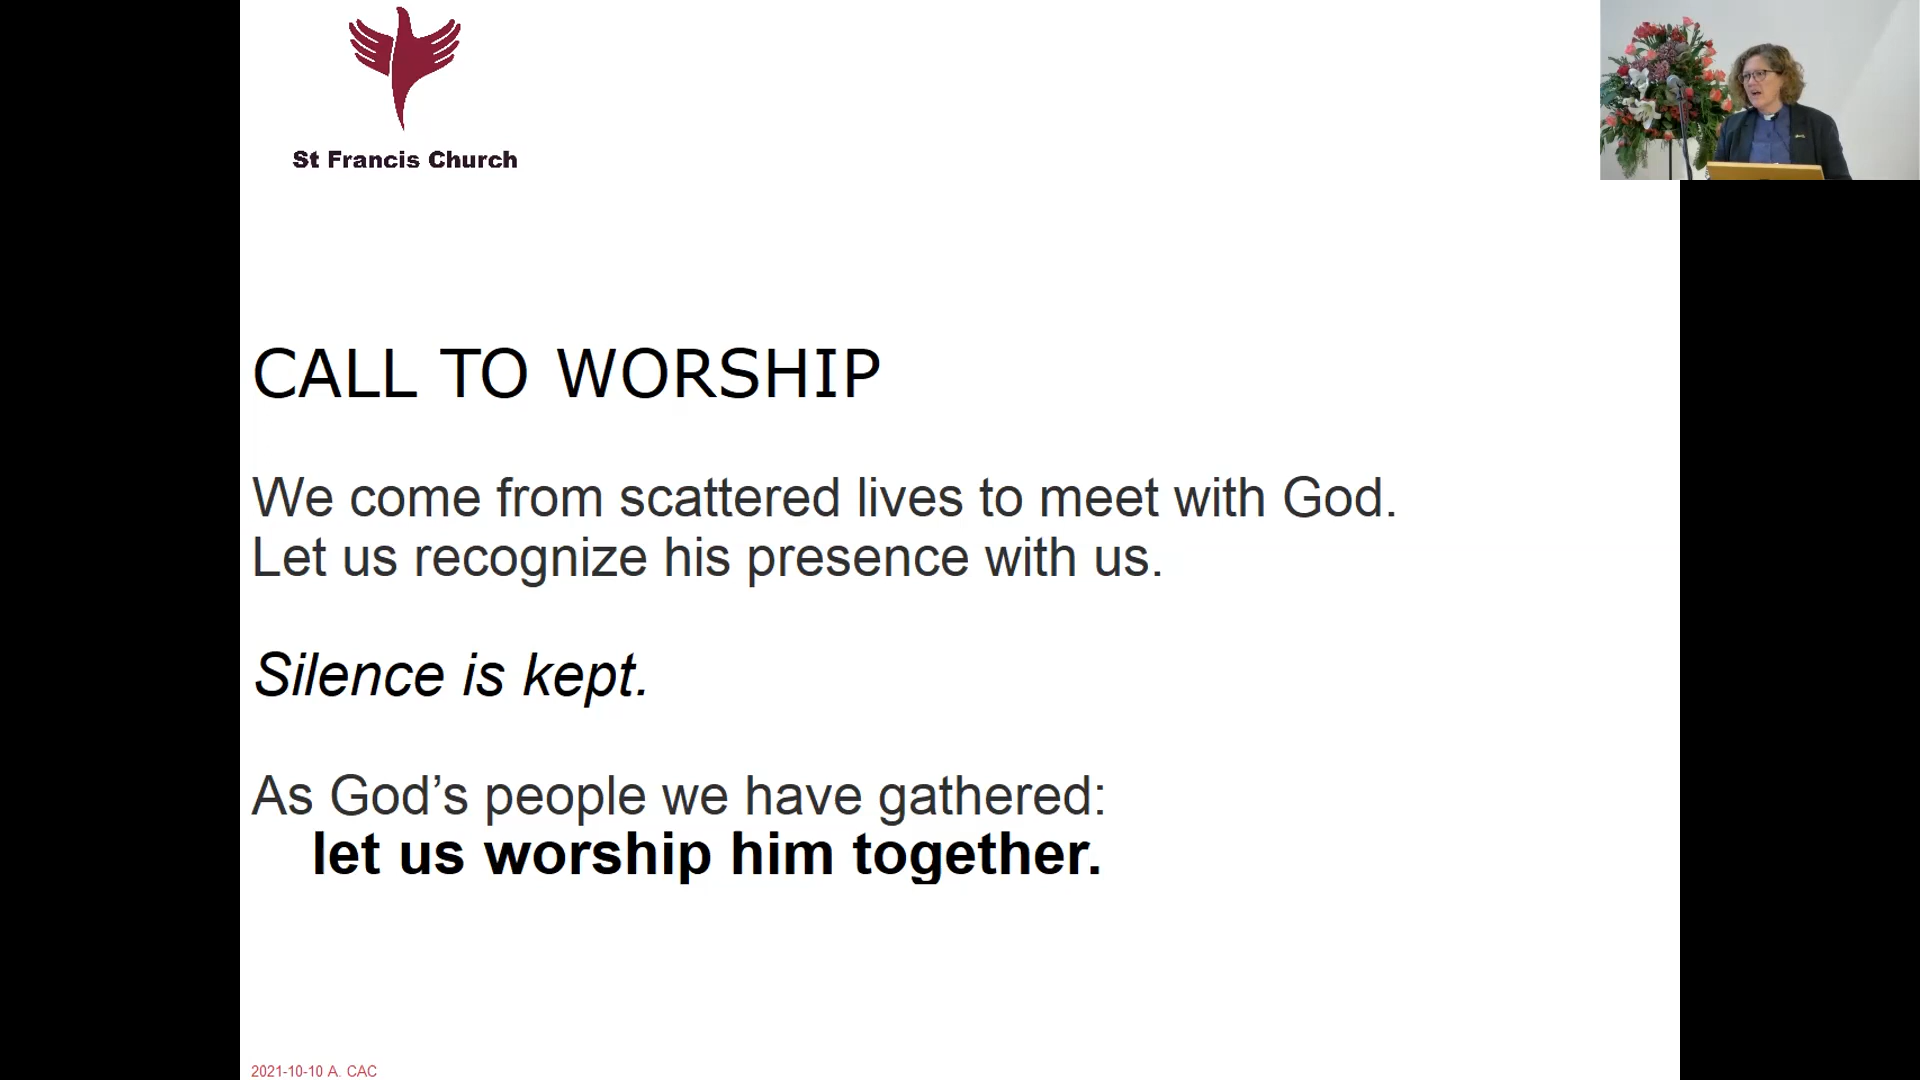 St Francis Church
CALL TO WORSHIP
We come from scattered lives to meet with God.
Let us recognize his presence with us.
Silence is kept.
As God’s people we have gathered:
let us worship him together.
2021-10-10 A. CAC